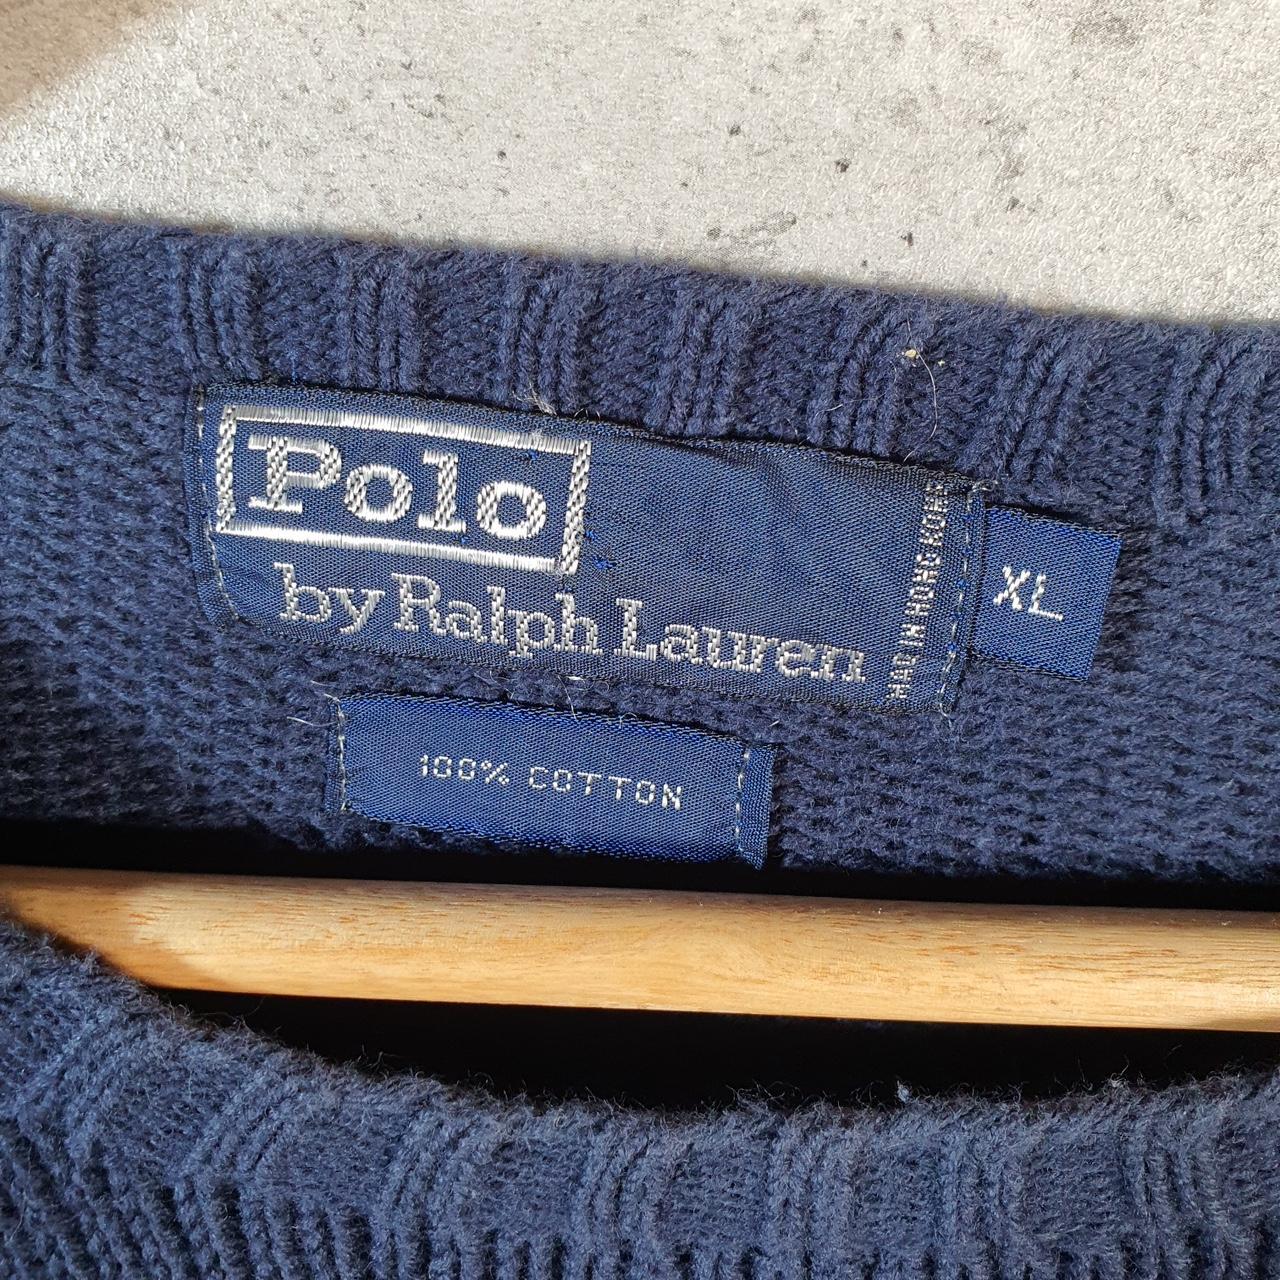 Polo
by Ralph Lauren
MADE IN HONG KONG
XL
100% COTTON